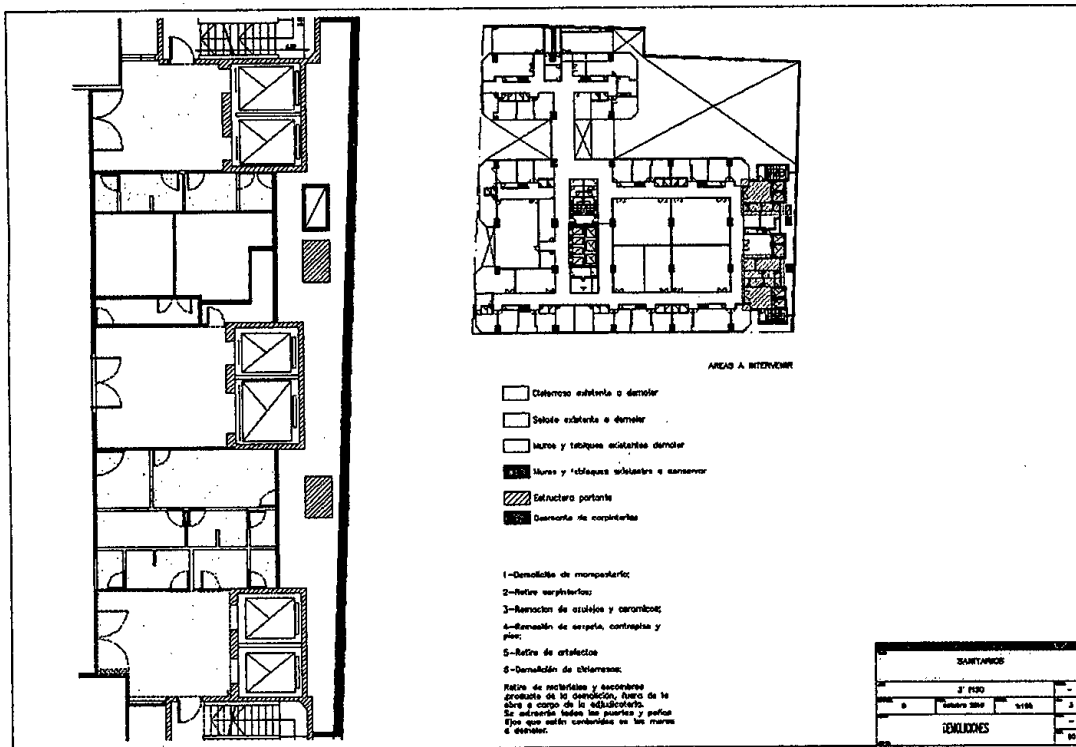 AREAS A INTERVENIR
Cielorraso existente a demoler
Solado existente a demoler
Muros y tabiques existentes demoler
Muros y tabiques existentes a conservar
Estructura portante
Desmonte de carpinterias
1-Demolición de mampostería;
2-Retiro carpinterías;
3-Remocion de azulejos y ceramicos;
4-Remoción de carpeta, contrapiso y
piso;
5-Retiro de artefactos
6-Demolición de cielorrasos;
Retiro de materiales y escombros
producto de la demolición, fuera de la
obra a cargo de la adjudicataria.
Se extraerán todas las puertas y paños
fijos que estén contenidos en los muros
a demoler.
SANITARIOS
3° PISO
DEMOLICIONES